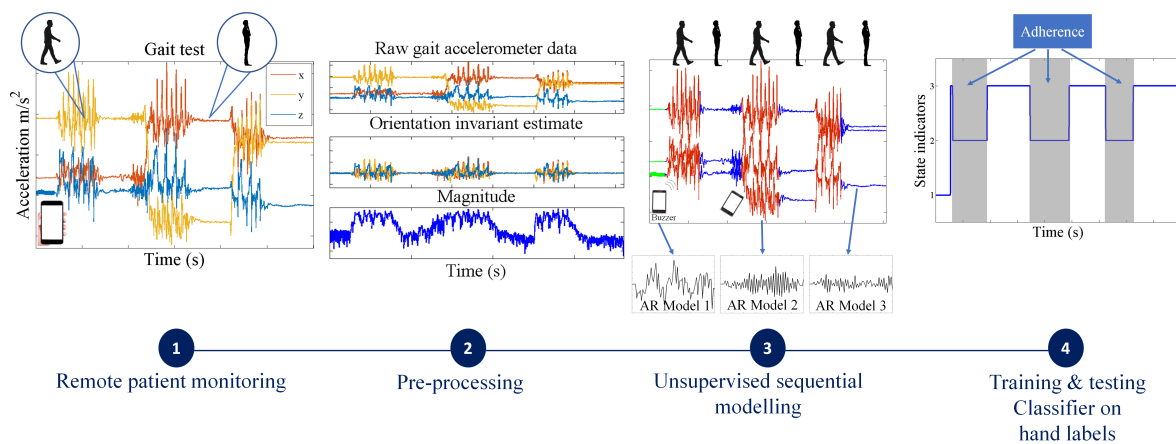 Gait test
x
y
z
Acceleration m/s²
Time (s)
Raw gait accelerometer data
Orientation invariant estimate
Magnitude
Time (s)
Buzzer
AR Model 1
AR Model 2
AR Model 3
Adherence
State indicators
3
2
1
Time (s)
1
Remote patient monitoring
2
Pre-processing
3
Unsupervised sequential
modelling
4
Training & testing
Classifier on
hand labels